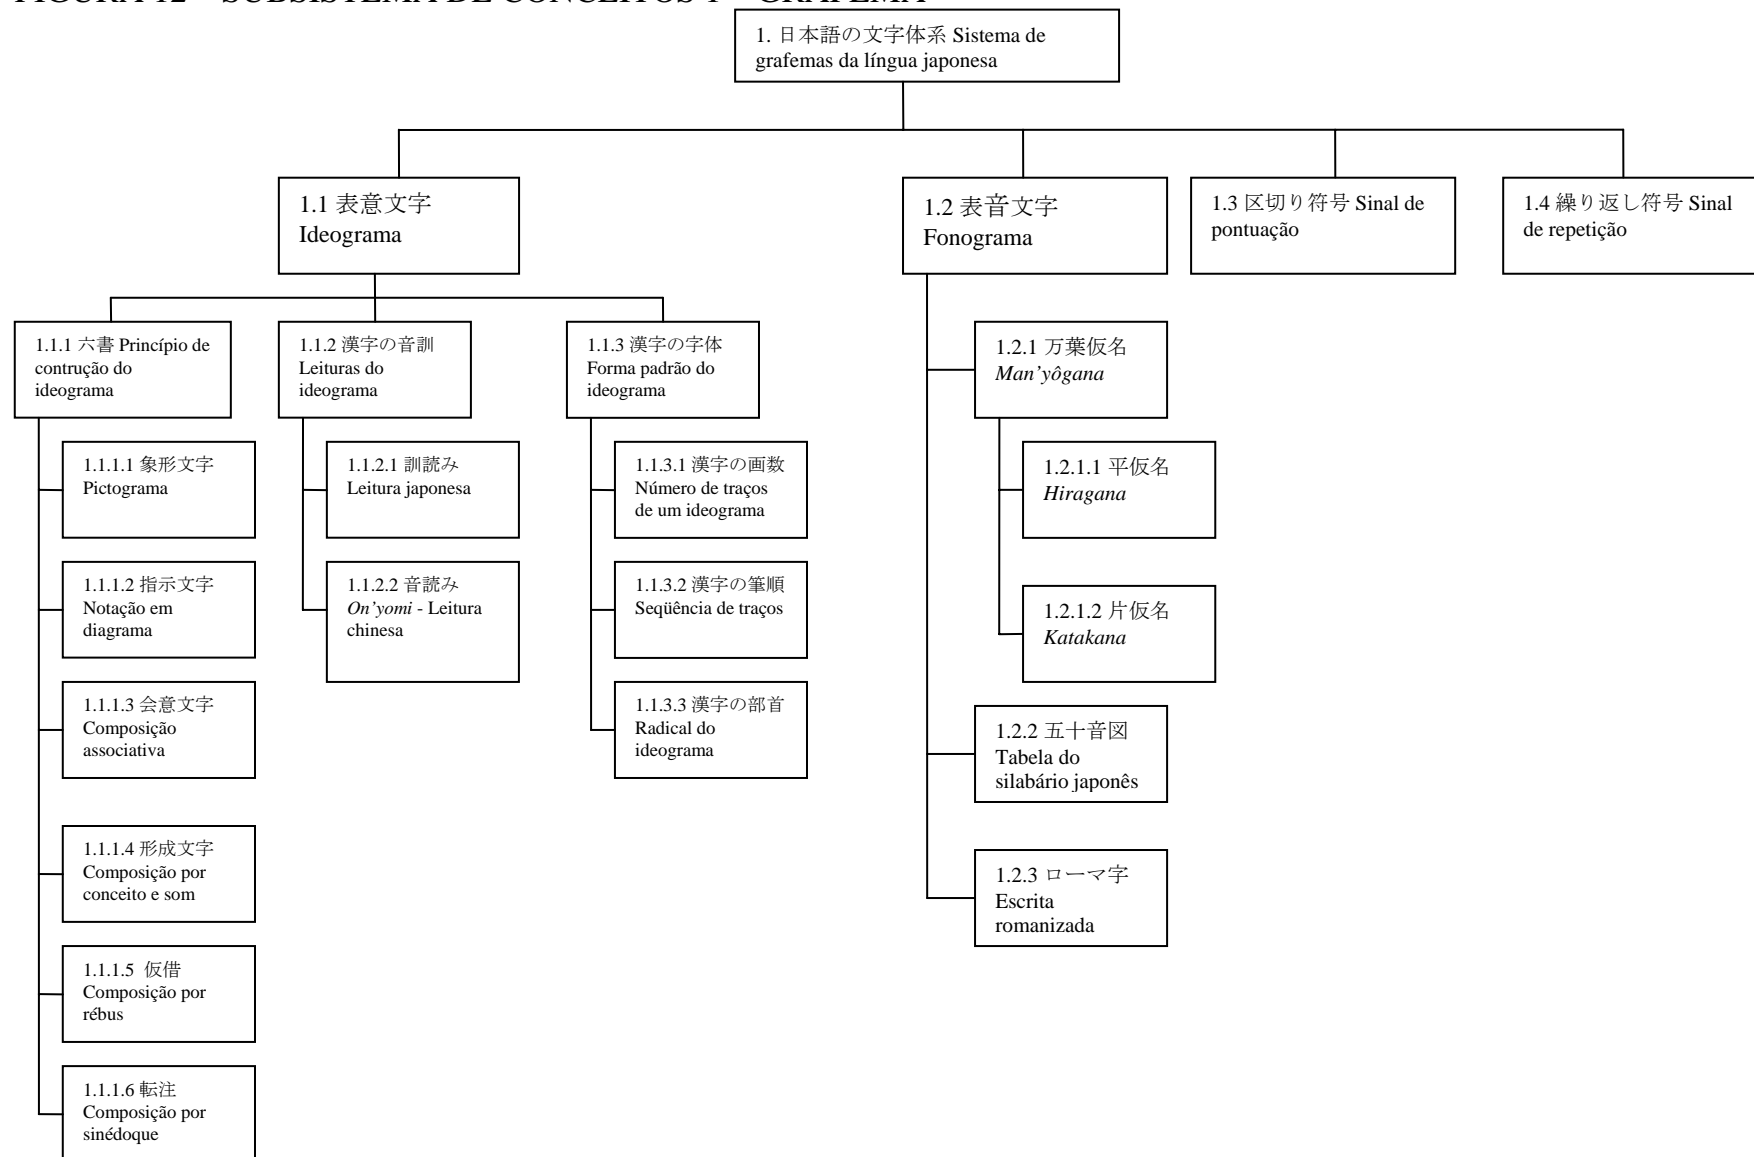 1. 日本語の文字体系 Sistema de
grafemas da língua japonesa
1.1 表意文字
Ideograma
1.2 表音文字
Fonograma
1.3 区切り符号 Sinal de
pontuação
1.4 繰り返し符号 Sinal
de repetição
1.1.1 六書 Princípio de
contrução do
ideograma
1.1.1.1 象形文字
Pictograma
1.1.1.2 指示文字
Notação em
diagrama
1.1.1.3 会意文字
Composição
associativa
1.1.1.4 形成文字
Composição por
conceito e som
1.1.1.5 仮借
Composição por
rébus
1.1.1.6 転注
Composição por
sinédoque
1.1.2 漢字の音訓
Leituras do
ideograma
1.1.2.1 訓読み
Leitura japonesa
1.1.2.2 音読み
On’yomi - Leitura
chinesa
1.1.3 漢字の字体
Forma padrão do
ideograma
1.1.3.1 漢字の画数
Número de traços
de um ideograma
1.1.3.2 漢字の筆順
Seqüência de traços
1.1.3.3 漢字の部首
Radical do
ideograma
1.2.1 万葉仮名
Man’yôgana
1.2.1.1 平仮名
Hiragana
1.2.1.2 片仮名
Katakana
1.2.2 五十音図
Tabela do
silabário japonês
1.2.3 ローマ字
Escrita
romanizada